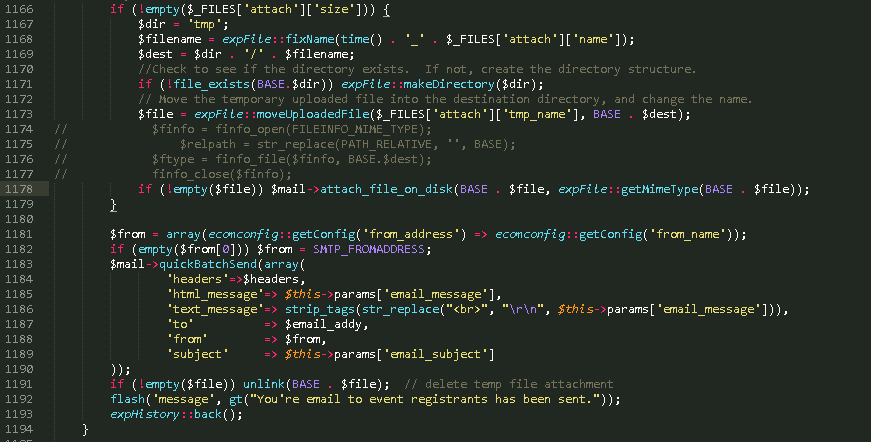 1166 if (!empty($_FILES['attach']['size'])) {
1167 $dir = 'tmp';
1168 $filename = expFile::fixName(time() . '_' . $_FILES['attach']['name']);
1169 $dest = $dir . '/' . $filename;
1170 //Check to see if the directory exists.  If not, create the directory structure.
1171 if (!file_exists(BASE.$dir)) expFile::makeDirectory($dir);
1172 // Move the temporary uploaded file into the destination directory, and change the name.
1173 $file = expFile::moveUploadedFile($_FILES['attach']['tmp_name'], BASE . $dest);
1174 // $finfo = finfo_open(FILEINFO_MIME_TYPE);
1175 // $relpath = str_replace(PATH_RELATIVE, '', BASE);
1176 // $ftype = finfo_file($finfo, BASE.$dest);
1177 // finfo_close($finfo);
1178 if (!empty($file)) $mail->attach_file_on_disk(BASE . $file, expFile::getMimeType(BASE . $file));
1179 }
1180
1181 $from = array(ecomconfig::getConfig('from_address') => ecomconfig::getConfig('from_name'));
1182 if (empty($from[0])) $from = SMTP_FROMADDRESS;
1183 $mail->quickBatchSend(array(
1184 'headers'=>$headers,
1185 'html_message'=> $this->params['email_message'],
1186 'text_message'=> strip_tags(str_replace("<br>", "\r\n", $this->params['email_message'])),
1187 'to' => $email_addy,
1188 'from' => $from,
1189 'subject' => $this->params['email_subject']
1190 ));
1191 if (!empty($file)) unlink(BASE . $file);  // delete temp file attachment
1192 flash('message', gt("You're email to event registrants has been sent."));
1193 expHistory::back();
1194 }